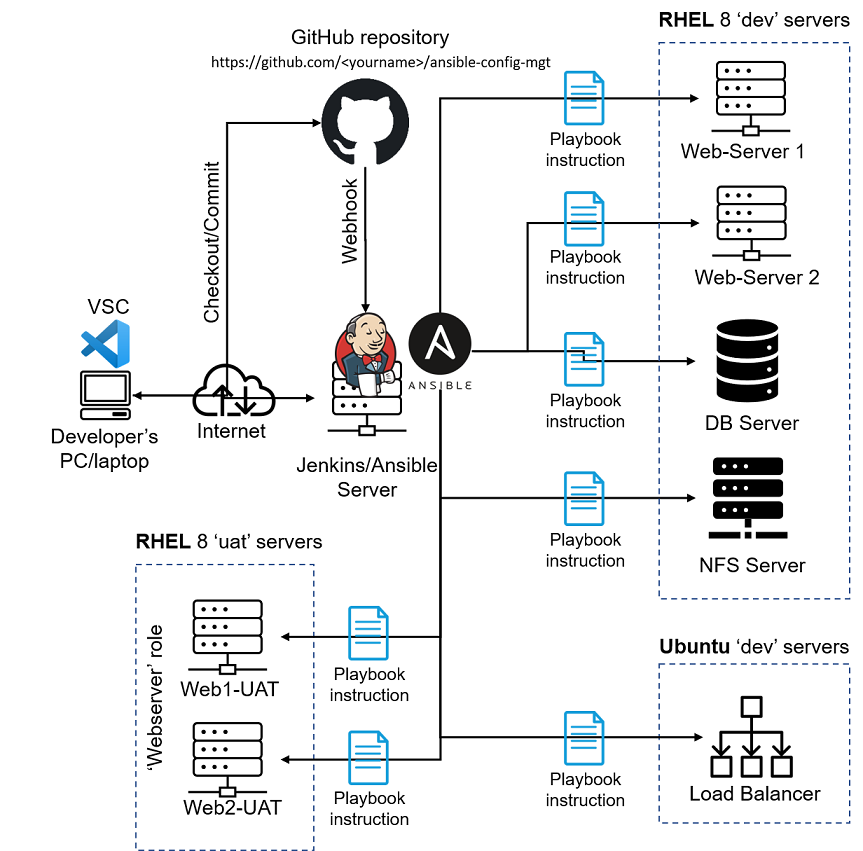 RHEL 8 ‘dev’ servers
GitHub repository
https://github.com/<yourname>/ansible-config-mgt
Playbook
instruction
Web-Server 1
Checkout/Commit
Webhook
Playbook
instruction
Web-Server 2
VSC
ANSIBLE
Playbook
instruction
DB Server
Developer’s
PC/laptop
Internet
Jenkins/Ansible
Server
Playbook
instruction
NFS Server
RHEL 8 ‘uat’ servers
‘Webserver’ role
Web1-UAT
Playbook
instruction
Web2-UAT
Playbook
instruction
Ubuntu ‘dev’ servers
Playbook
instruction
Load Balancer